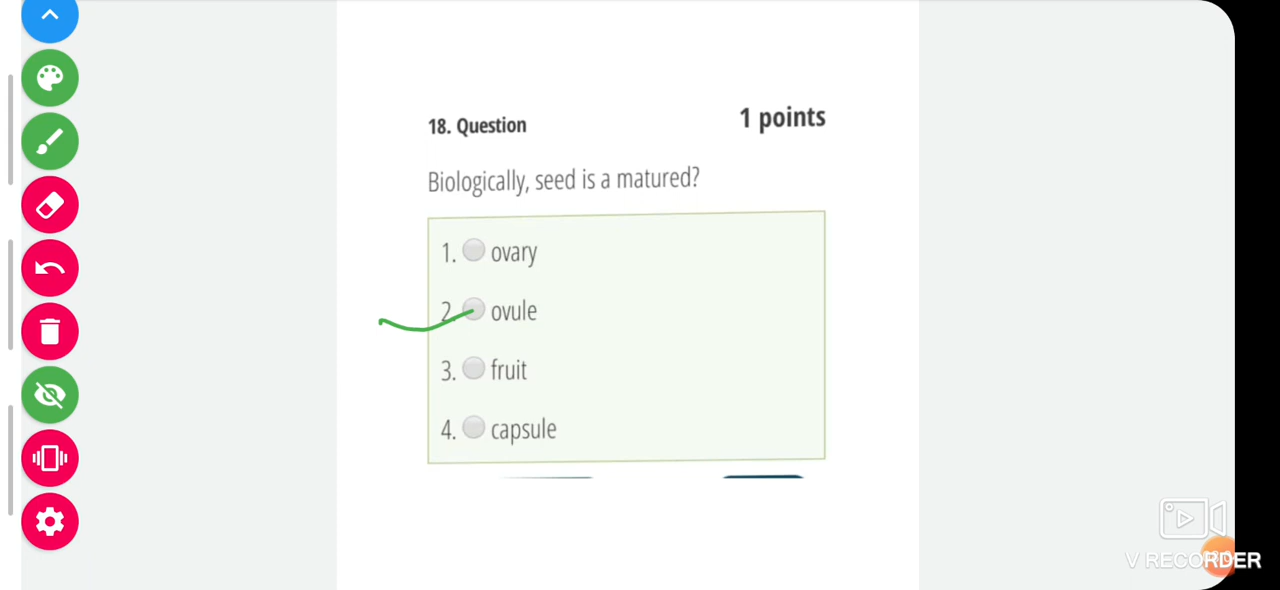 18. Question
1 points
Biologically, seed is a matured?
1. ovary
2. ovule
3. fruit
4. capsule
V RECORDER